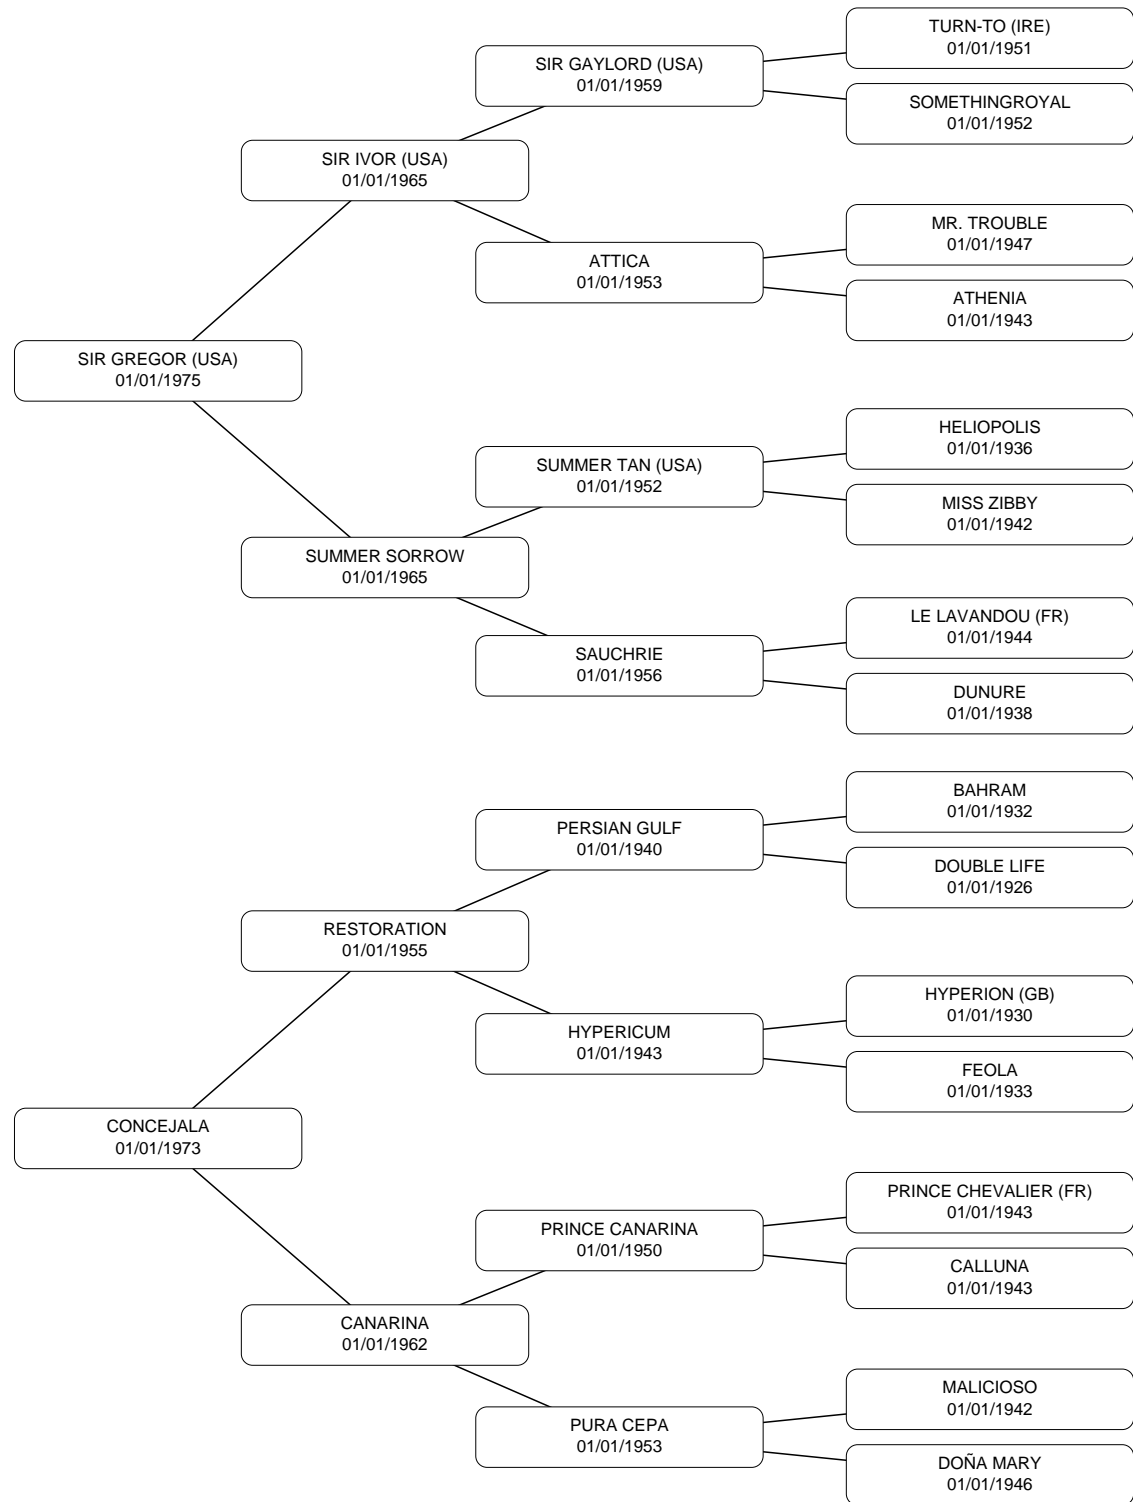 TURN-TO (IRE)
01/01/1951
SIR GAYLORD (USA)
01/01/1959
SOMETHINGROYAL
01/01/1952
SIR IVOR (USA)
01/01/1965
MR. TROUBLE
01/01/1947
ATTICA
01/01/1953
ATHENIA
01/01/1943
SIR GREGOR (USA)
01/01/1975
HELIOPOLIS
01/01/1936
SUMMER TAN (USA)
01/01/1952
MISS ZIBBY
01/01/1942
SUMMER SORROW
01/01/1965
LE LAVANDOU (FR)
01/01/1944
SAUCHRIE
01/01/1956
DUNURE
01/01/1938
BAHRAM
01/01/1932
PERSIAN GULF
01/01/1940
DOUBLE LIFE
01/01/1926
RESTORATION
01/01/1955
HYPERION (GB)
01/01/1930
HYPERICUM
01/01/1943
FEOLA
01/01/1933
CONCEJALA
01/01/1973
PRINCE CHEVALIER (FR)
01/01/1943
PRINCE CANARINA
01/01/1950
CALLUNA
01/01/1943
CANARINA
01/01/1962
MALICIOSO
01/01/1942
PURA CEPA
01/01/1953
DOÑA MARY
01/01/1946